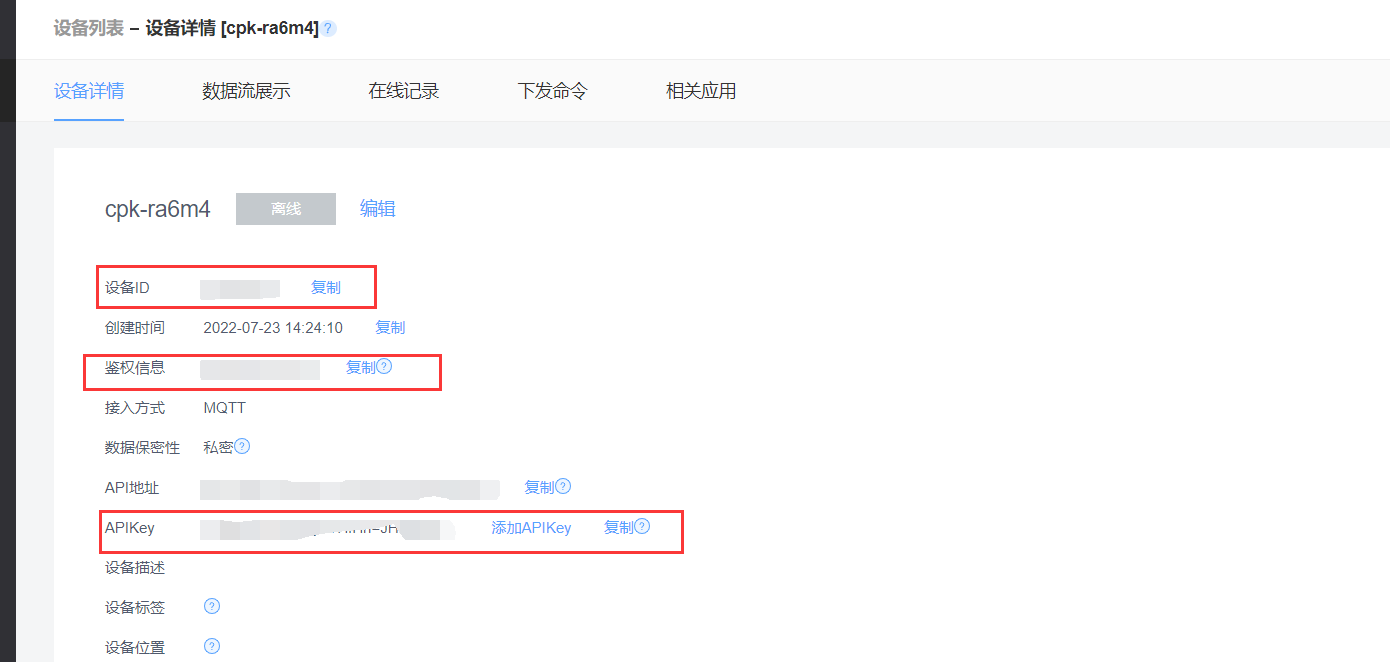 设备列表 – 设备详情 [cpk-ra6m4] ?
设备详情 数据流展示 在线记录 下发命令 相关应用
cpk-ra6m4 离线 编辑
设备ID 复制
创建时间 2022-07-23 14:24:10 复制
鉴权信息 复制 ?
接入方式 MQTT
数据保密性 私密 ?
API地址 复制 ?
APIKey 添加APIKey 复制 ?
设备描述
设备标签 ?
设备位置 ?